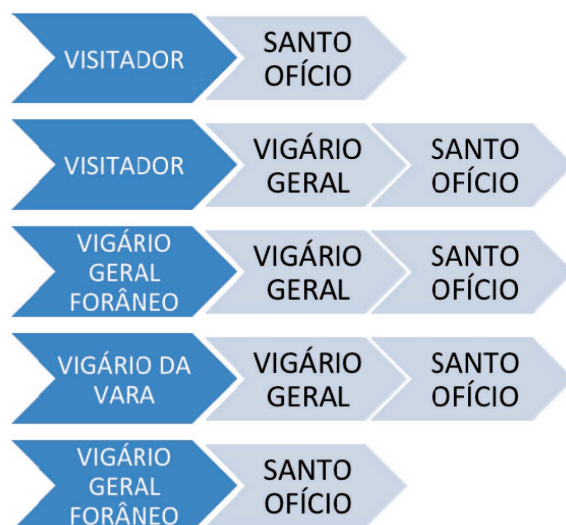 VISITADOR
SANTO
OFÍCIO
VISITADOR
VIGÁRIO
GERAL
SANTO
OFÍCIO
VIGÁRIO
GERAL
FORÂNEO
VIGÁRIO
GERAL
SANTO
OFÍCIO
VIGÁRIO DA
VARA
VIGÁRIO
GERAL
SANTO
OFÍCIO
VIGÁRIO
GERAL
FORÂNEO
SANTO
OFÍCIO